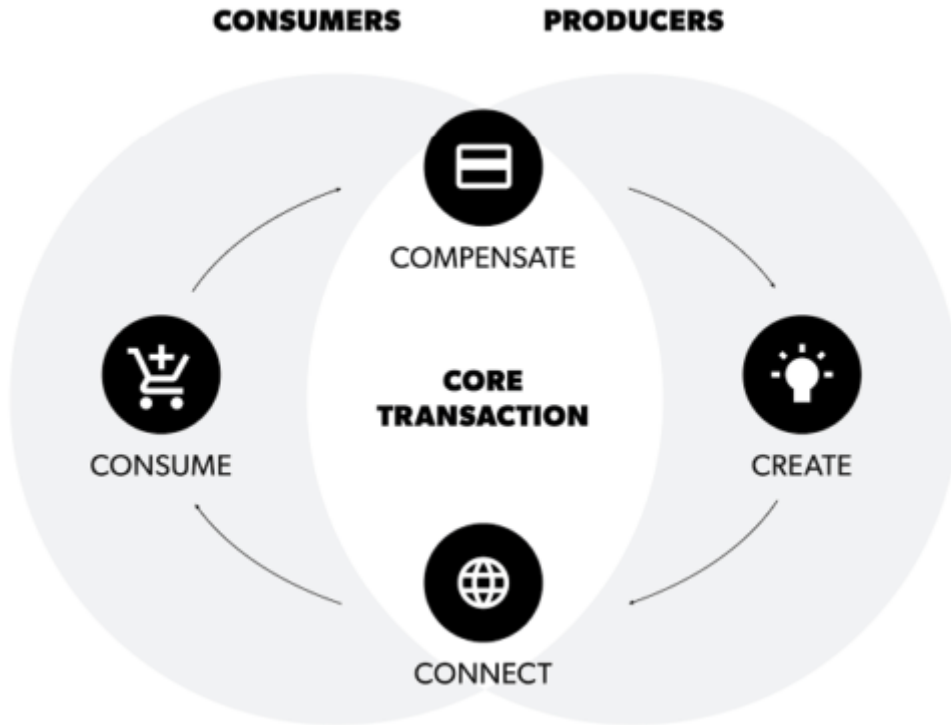 CONSUMERS
PRODUCERS
COMPENSATE
CORE
TRANSACTION
CONSUME
CREATE
CONNECT